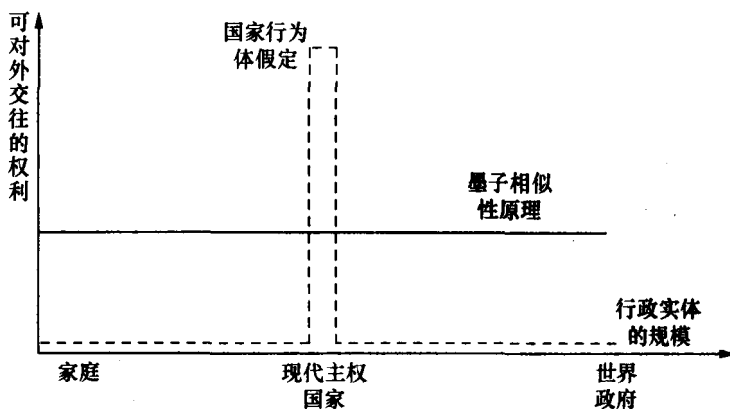 可对外交往的权利
国家行为
体假定
墨子相似
性原理
行政实体
的规模
家庭
现代主权
国家
世界
政府